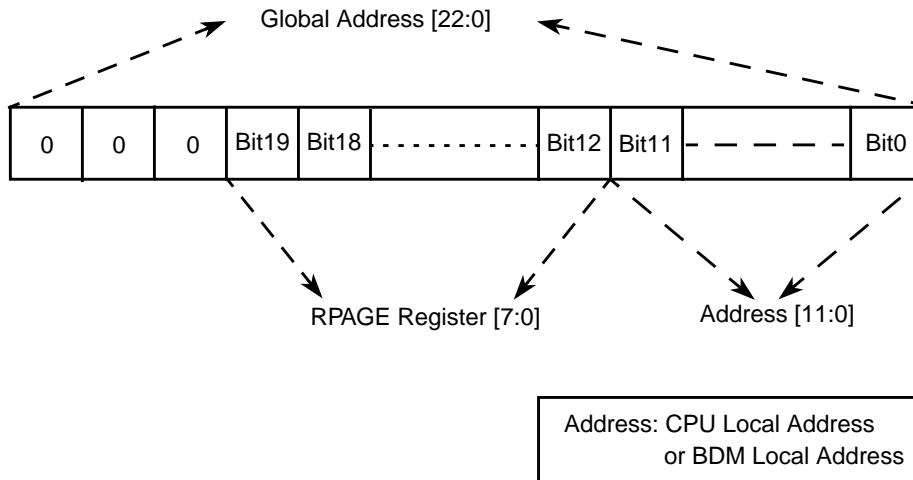 Global Address [22:0]
0 0 0 Bit19 Bit18 Bit12 Bit11 Bit0
RPAGE Register [7:0] Address [11:0]
Address: CPU Local Address
or BDM Local Address